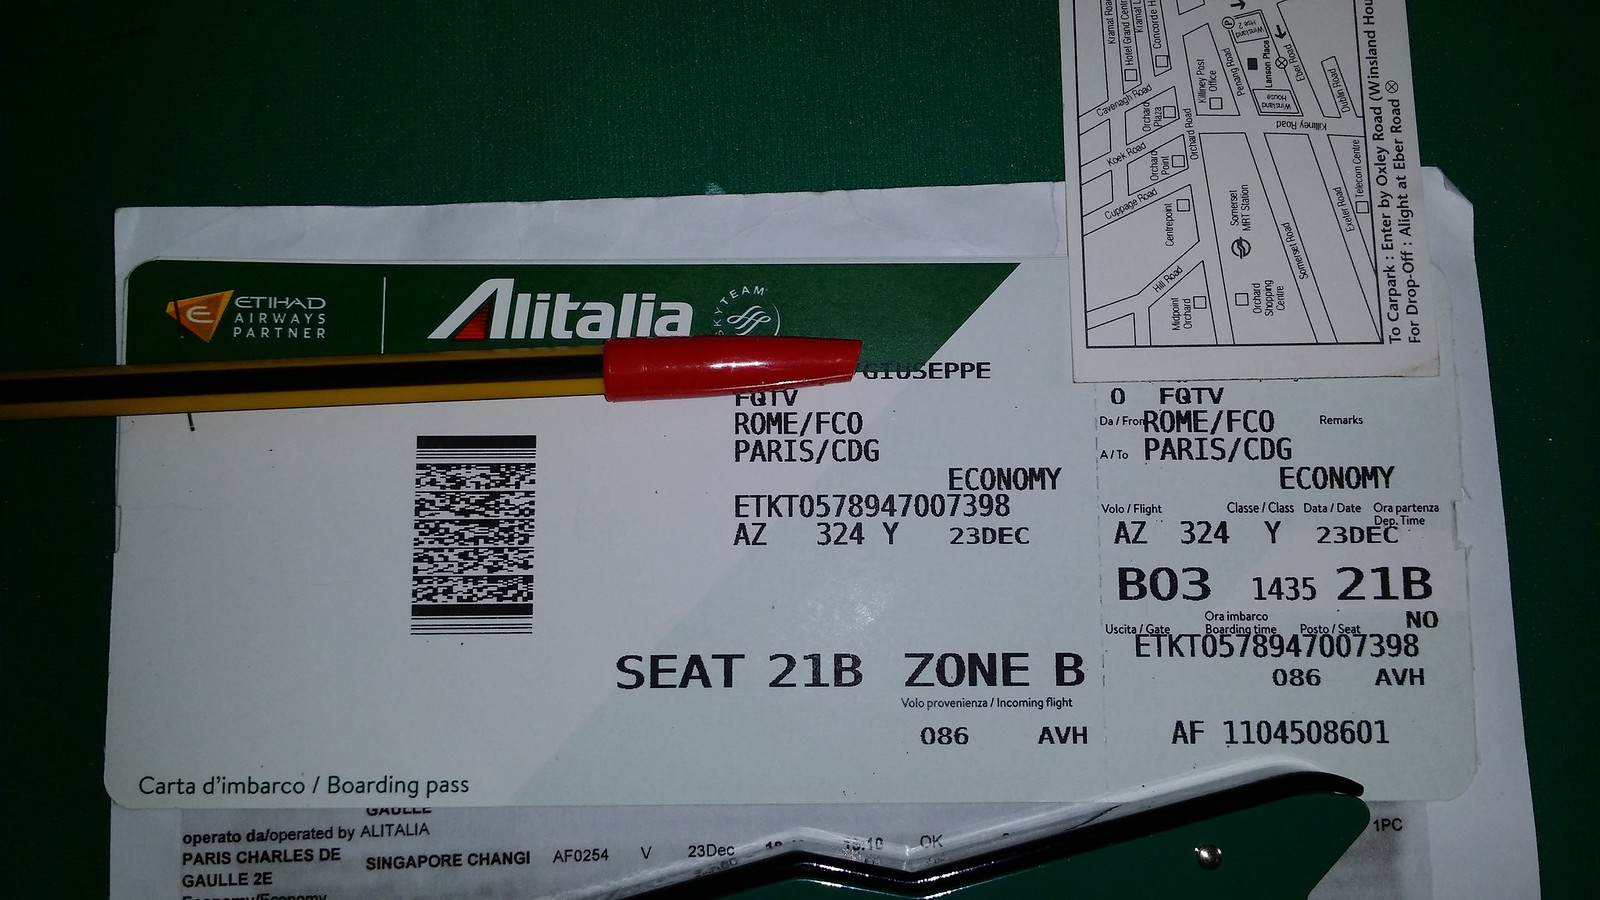 ETIHAD
AIRWAYS
PARTNER
Alitalia
SKYTEAM
/GIUSEPPE
FQTV
ROME/FCO
PARIS/CDG
ECONOMY
ETKT0578947007398
AZ 324 Y 23DEC
SEAT 21B ZONE B
Volo provenienza / Incoming flight
086 AVH
Carta d'imbarco / Boarding pass
0 FQTV
Da / From ROME/FCO Remarks
A / To PARIS/CDG
ECONOMY
Volo / Flight Classe / Class Data / Date Ora partenza
Dep. Time
AZ 324 Y 23DEC
B03 1435 21B
Ora imbarco NO
Uscita / Gate Boarding time Posto / Seat
ETKT0578947007398
086 AVH
AF 1104508601
GAULLE
operato da/operated by ALITALIA
PARIS CHARLES DE
GAULLE 2E
SINGAPORE CHANGI AF0254 V 23Dec OK 1PC
Economy/Economy
Kramat Road
Hotel Grand
Concorde
Cavenagh Road
Orchard
Plaza
Killiney Post
Office
Penang Road
P
Winsland
Hse 2
Lanson Place
Eber Road
Winsland
House
Dublin Road
Killiney Road
Koek Road
Orchard
Point
Orchard Road
Cuppage Road
Centrepoint
Somerset
MRT Station
Exeter Road
Telecom Centre
Hill Road
Midpoint
Orchard
Orchard
Shopping
Centre
Somerset Road
To Carpark : Enter by Oxley Road (Winsland Hou
For Drop-Off : Alight at Eber Road